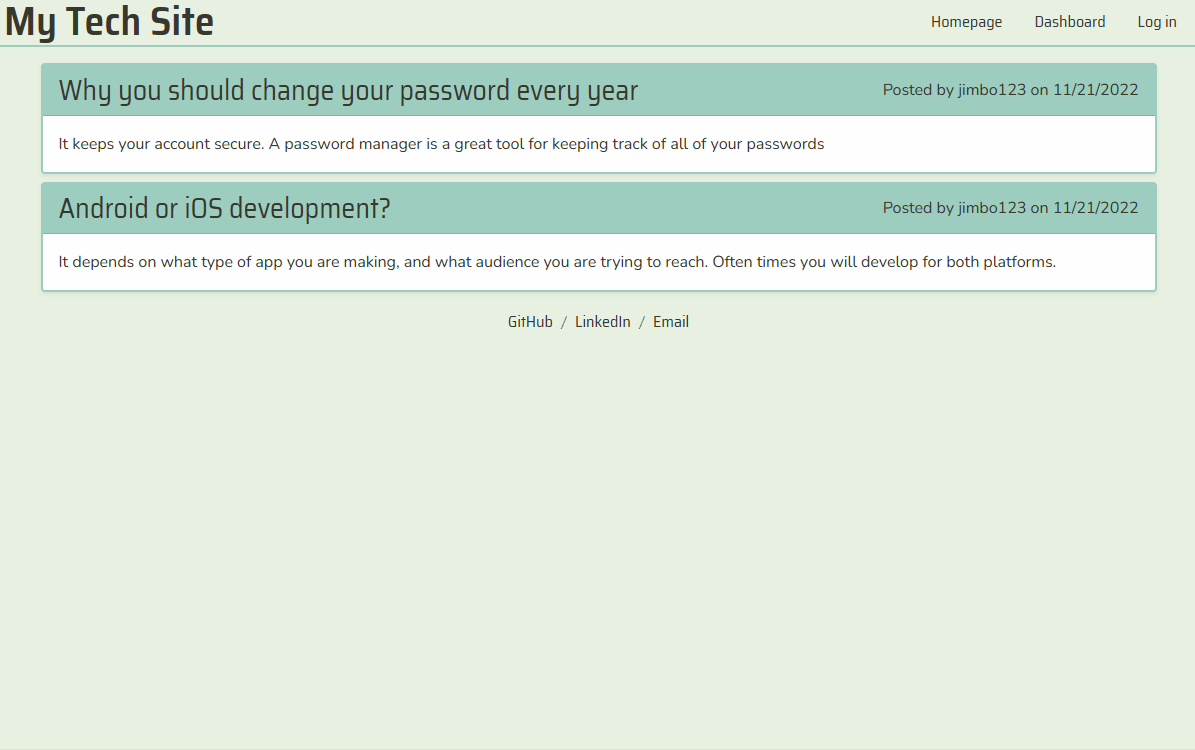 My Tech Site
Homepage Dashboard Log in
Why you should change your password every year
Posted by jimbo123 on 11/21/2022
It keeps your account secure. A password manager is a great tool for keeping track of all of your passwords
Android or iOS development?
Posted by jimbo123 on 11/21/2022
It depends on what type of app you are making, and what audience you are trying to reach. Often times you will develop for both platforms.
GitHub / LinkedIn / Email